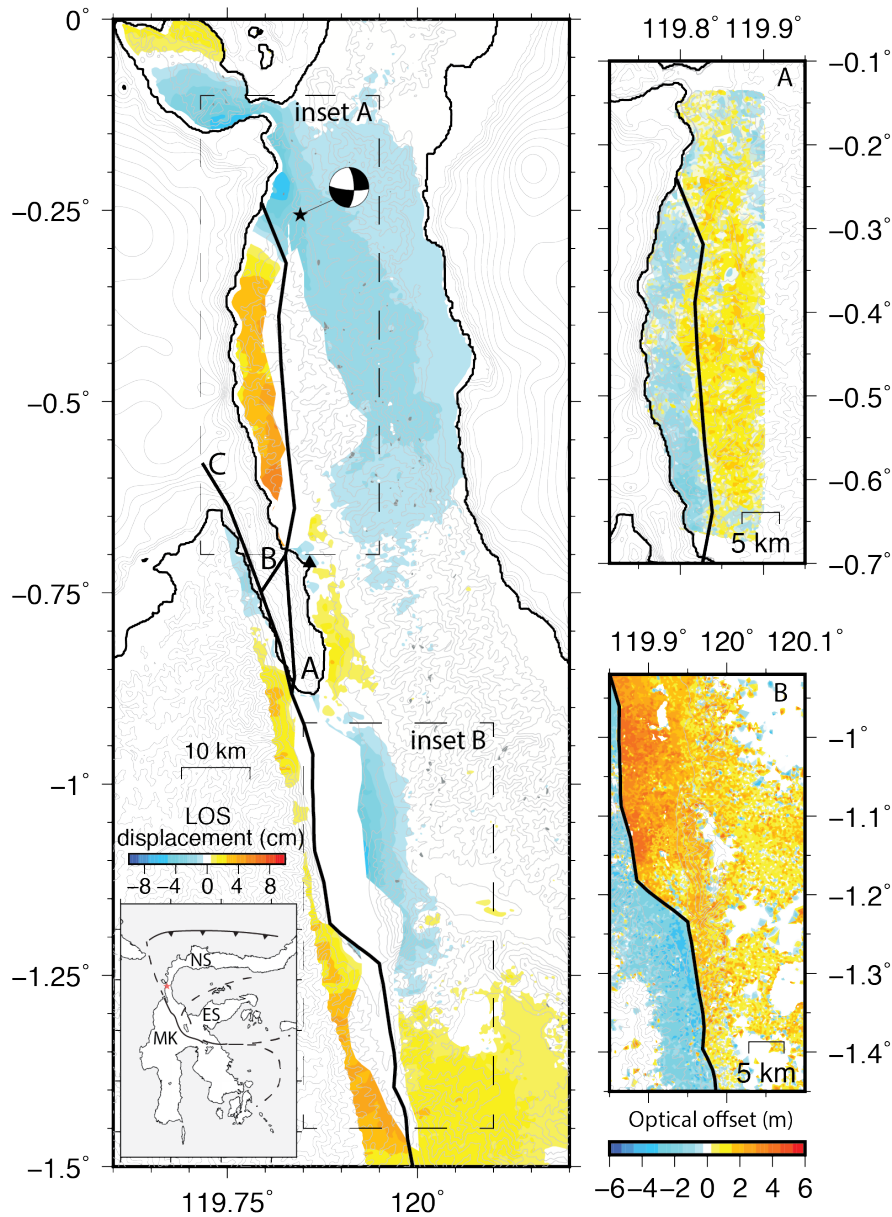 0°
−0.25°
−0.5°
−0.75°
−1°
−1.25°
−1.5°
119.75°
120°
inset A
C
B
A
inset B
10 km
LOS
displacement (cm)
−8 −4 0 4 8
NS
ES
MK
119.8° 119.9°
A
−0.1°
−0.2°
−0.3°
−0.4°
−0.5°
−0.6°
−0.7°
5 km
119.9° 120° 120.1°
B
−1°
−1.1°
−1.2°
−1.3°
−1.4°
5 km
Optical offset (m)
−6 −4 −2 0 2 4 6